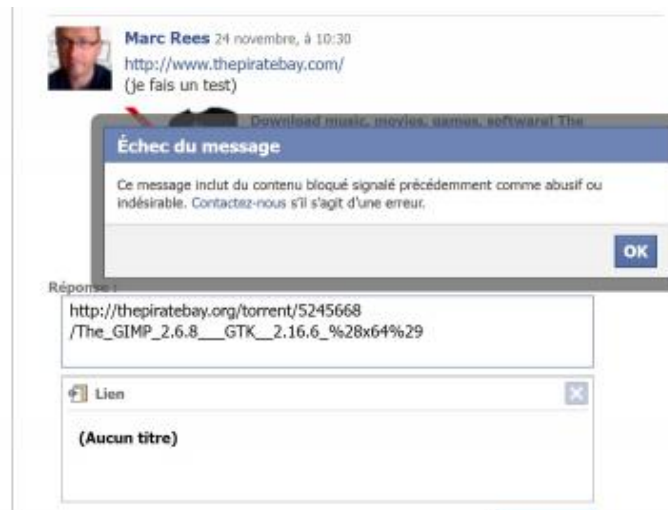 Marc Rees 24 novembre, à 10:30
http://www.thepiratebay.com/
(je fais un test)
Download music, movies, games, software! The
Échec du message
Ce message inclut du contenu bloqué signalé précédemment comme abusif ou
indésirable. Contactez-nous s'il s'agit d'une erreur.
OK
Réponse :
http://thepiratebay.org/torrent/5245668
/The_GIMP_2.6.8___GTK__2.16.6_%28x64%29
Lien
(Aucun titre)